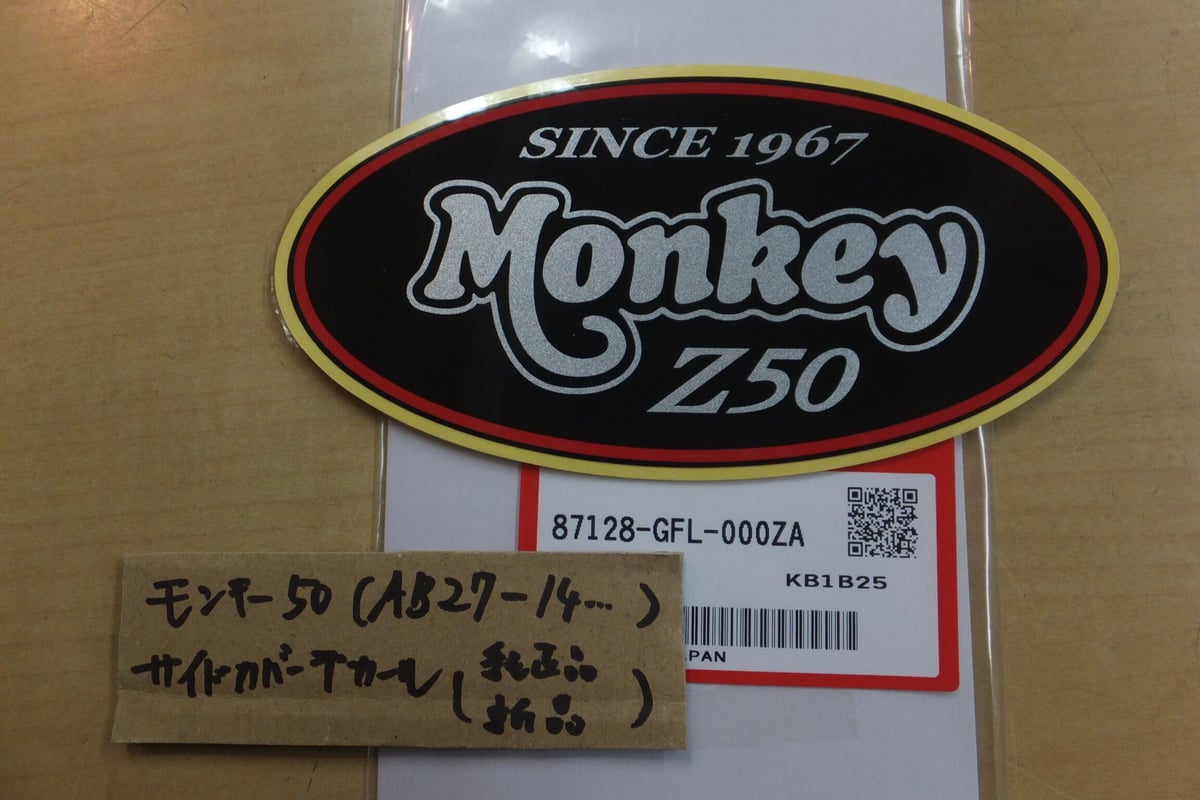 SINCE 1967
Monkey
Z50
87128-GFL-000ZA
KB1B25
APAN
モンキー50 (AB27-14…)
サイドカバーデカール (純正品
新品)